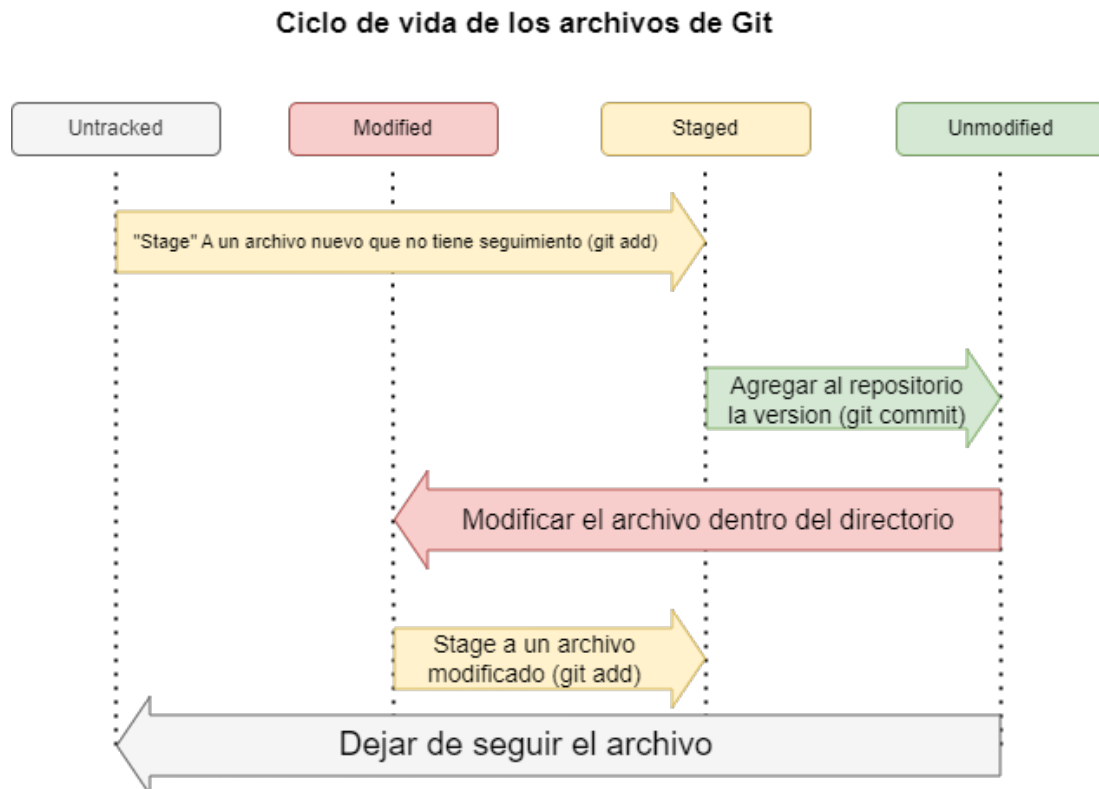 Ciclo de vida de los archivos de Git
Untracked
Modified
Staged
Unmodified
"Stage" A un archivo nuevo que no tiene seguimiento (git add)
Agregar al repositorio
la version (git commit)
Modificar el archivo dentro del directorio
Stage a un archivo
modificado (git add)
Dejar de seguir el archivo